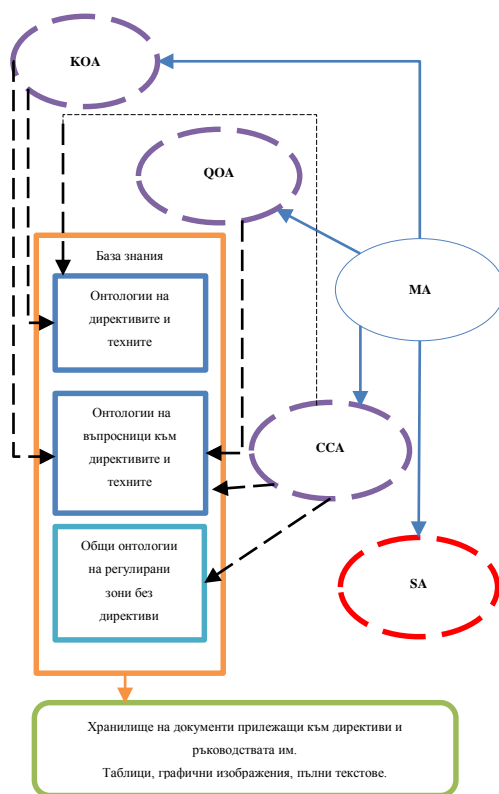 KOA
QOA
База знания
Онтологии на
директивите и
техните
MA
Онтологии на
въпросници към
директивите и
техните
CCA
Общи онтологии
на регулирани
зони без
директиви
SA
Хранилище на документи прилежащи към директиви и
ръководствата им.
Таблици, графични изображения, пълни текстове.